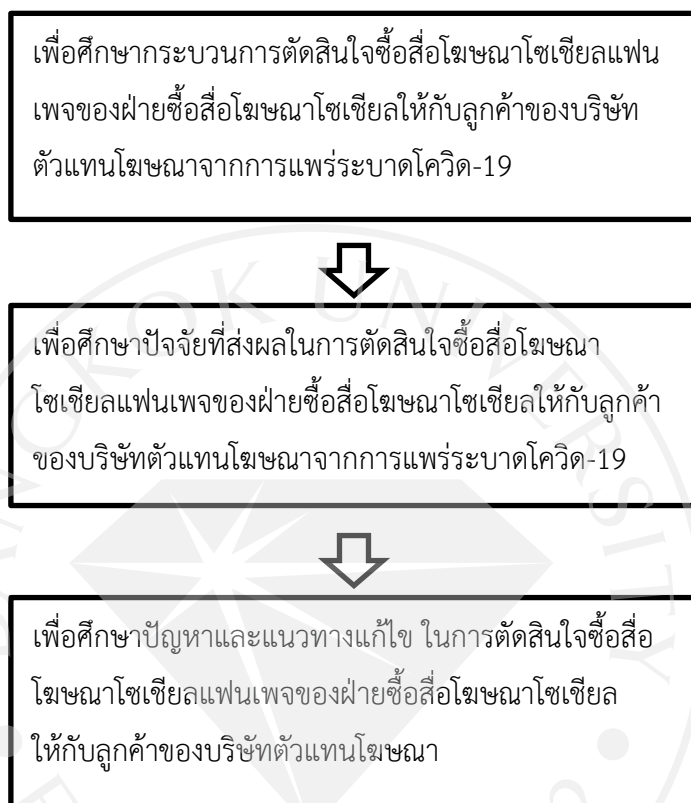 เพื่อศึกษากระบวนการตัดสินใจซื้อสื่อโฆษณาโซเชียลแฟน
เพจของฝ่ายซื้อสื่อโฆษณาโซเชียลให้กับลูกค้าของบริษัท
ตัวแทนโฆษณาจากการแพร่ระบาดโควิด-19
เพื่อศึกษาปัจจัยที่ส่งผลในการตัดสินใจซื้อสื่อโฆษณา
โซเชียลแฟนเพจของฝ่ายซื้อสื่อโฆษณาโซเชียลให้กับลูกค้า
ของบริษัทตัวแทนโฆษณาจากการแพร่ระบาดโควิด-19
เพื่อศึกษาปัญหาและแนวทางแก้ไข ในการตัดสินใจซื้อสื่อ
โฆษณาโซเชียลแฟนเพจของฝ่ายซื้อสื่อโฆษณาโซเชียล
ให้กับลูกค้าของบริษัทตัวแทนโฆษณา